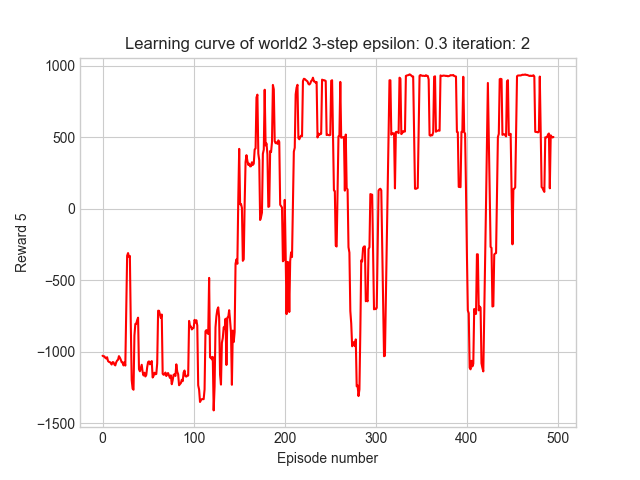 Learning curve of world2 3-step epsilon: 0.3 iteration: 2
1000
500
0
−500
−1000
−1500
Reward 5
0 100 200 300 400 500
Episode number